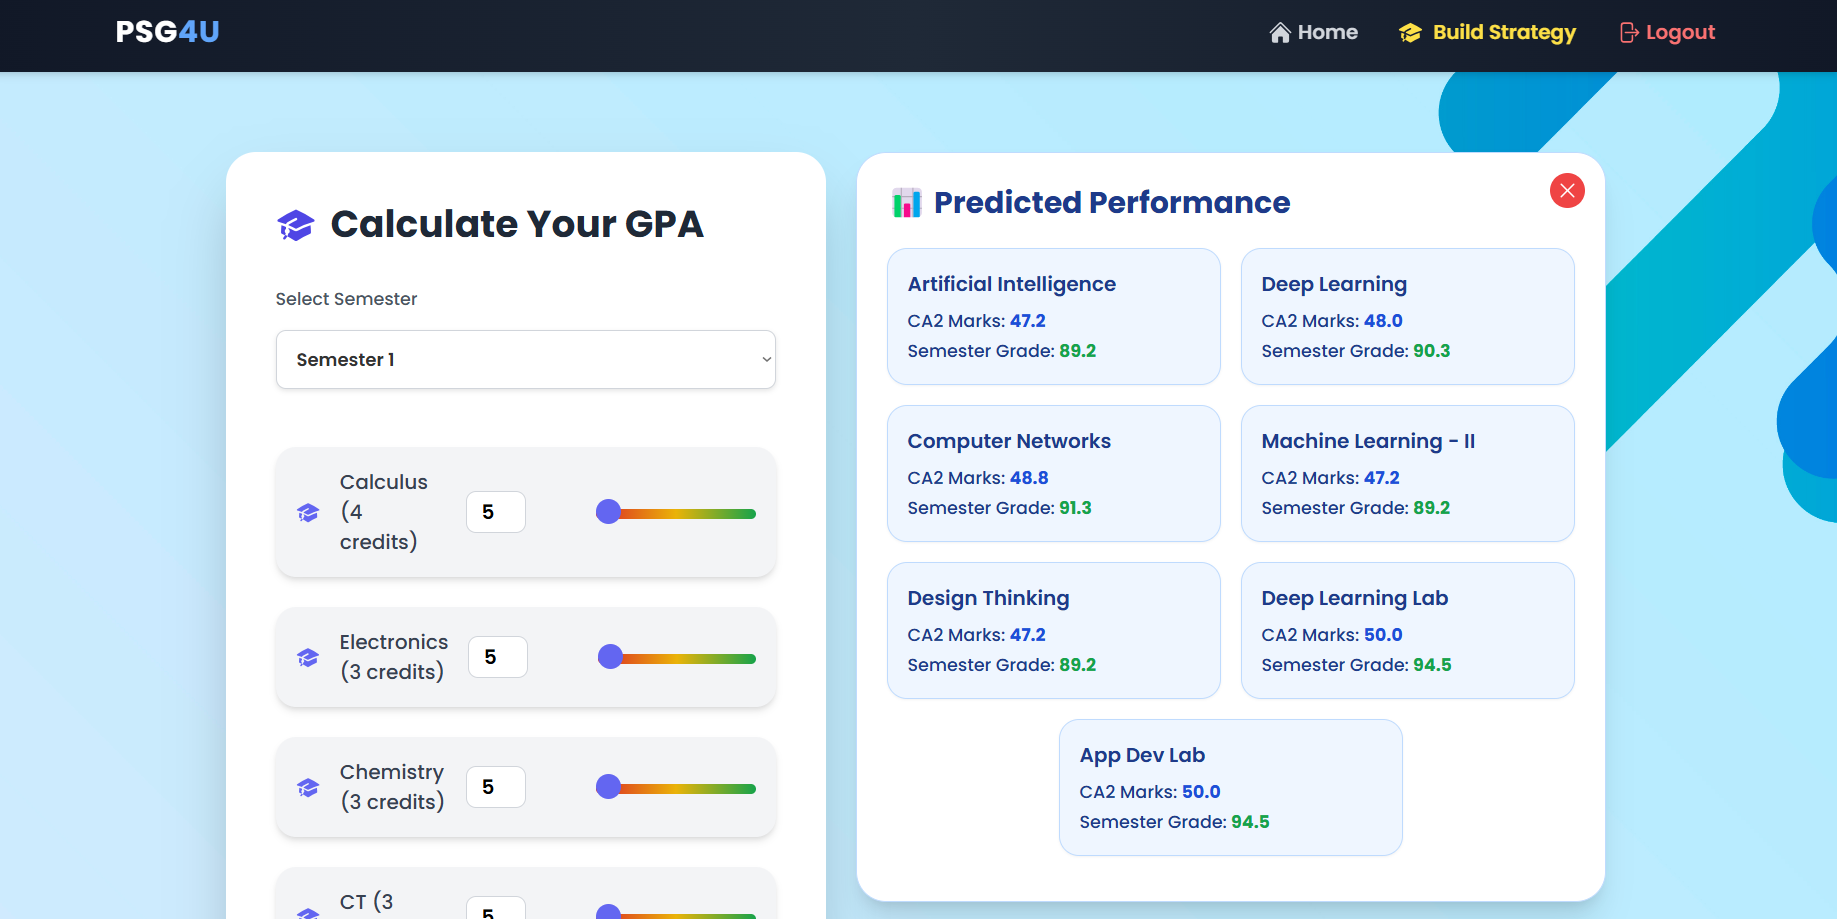 PSG4U
Home
Build Strategy
Logout
Calculate Your GPA
Select Semester
Semester 1
Calculus
(4
credits)
5
Electronics
(3 credits)
5
Chemistry
(3 credits)
5
CT (3
5
Predicted Performance
Artificial Intelligence
CA2 Marks: 47.2
Semester Grade: 89.2
Deep Learning
CA2 Marks: 48.0
Semester Grade: 90.3
Computer Networks
CA2 Marks: 48.8
Semester Grade: 91.3
Machine Learning - II
CA2 Marks: 47.2
Semester Grade: 89.2
Design Thinking
CA2 Marks: 47.2
Semester Grade: 89.2
Deep Learning Lab
CA2 Marks: 50.0
Semester Grade: 94.5
App Dev Lab
CA2 Marks: 50.0
Semester Grade: 94.5